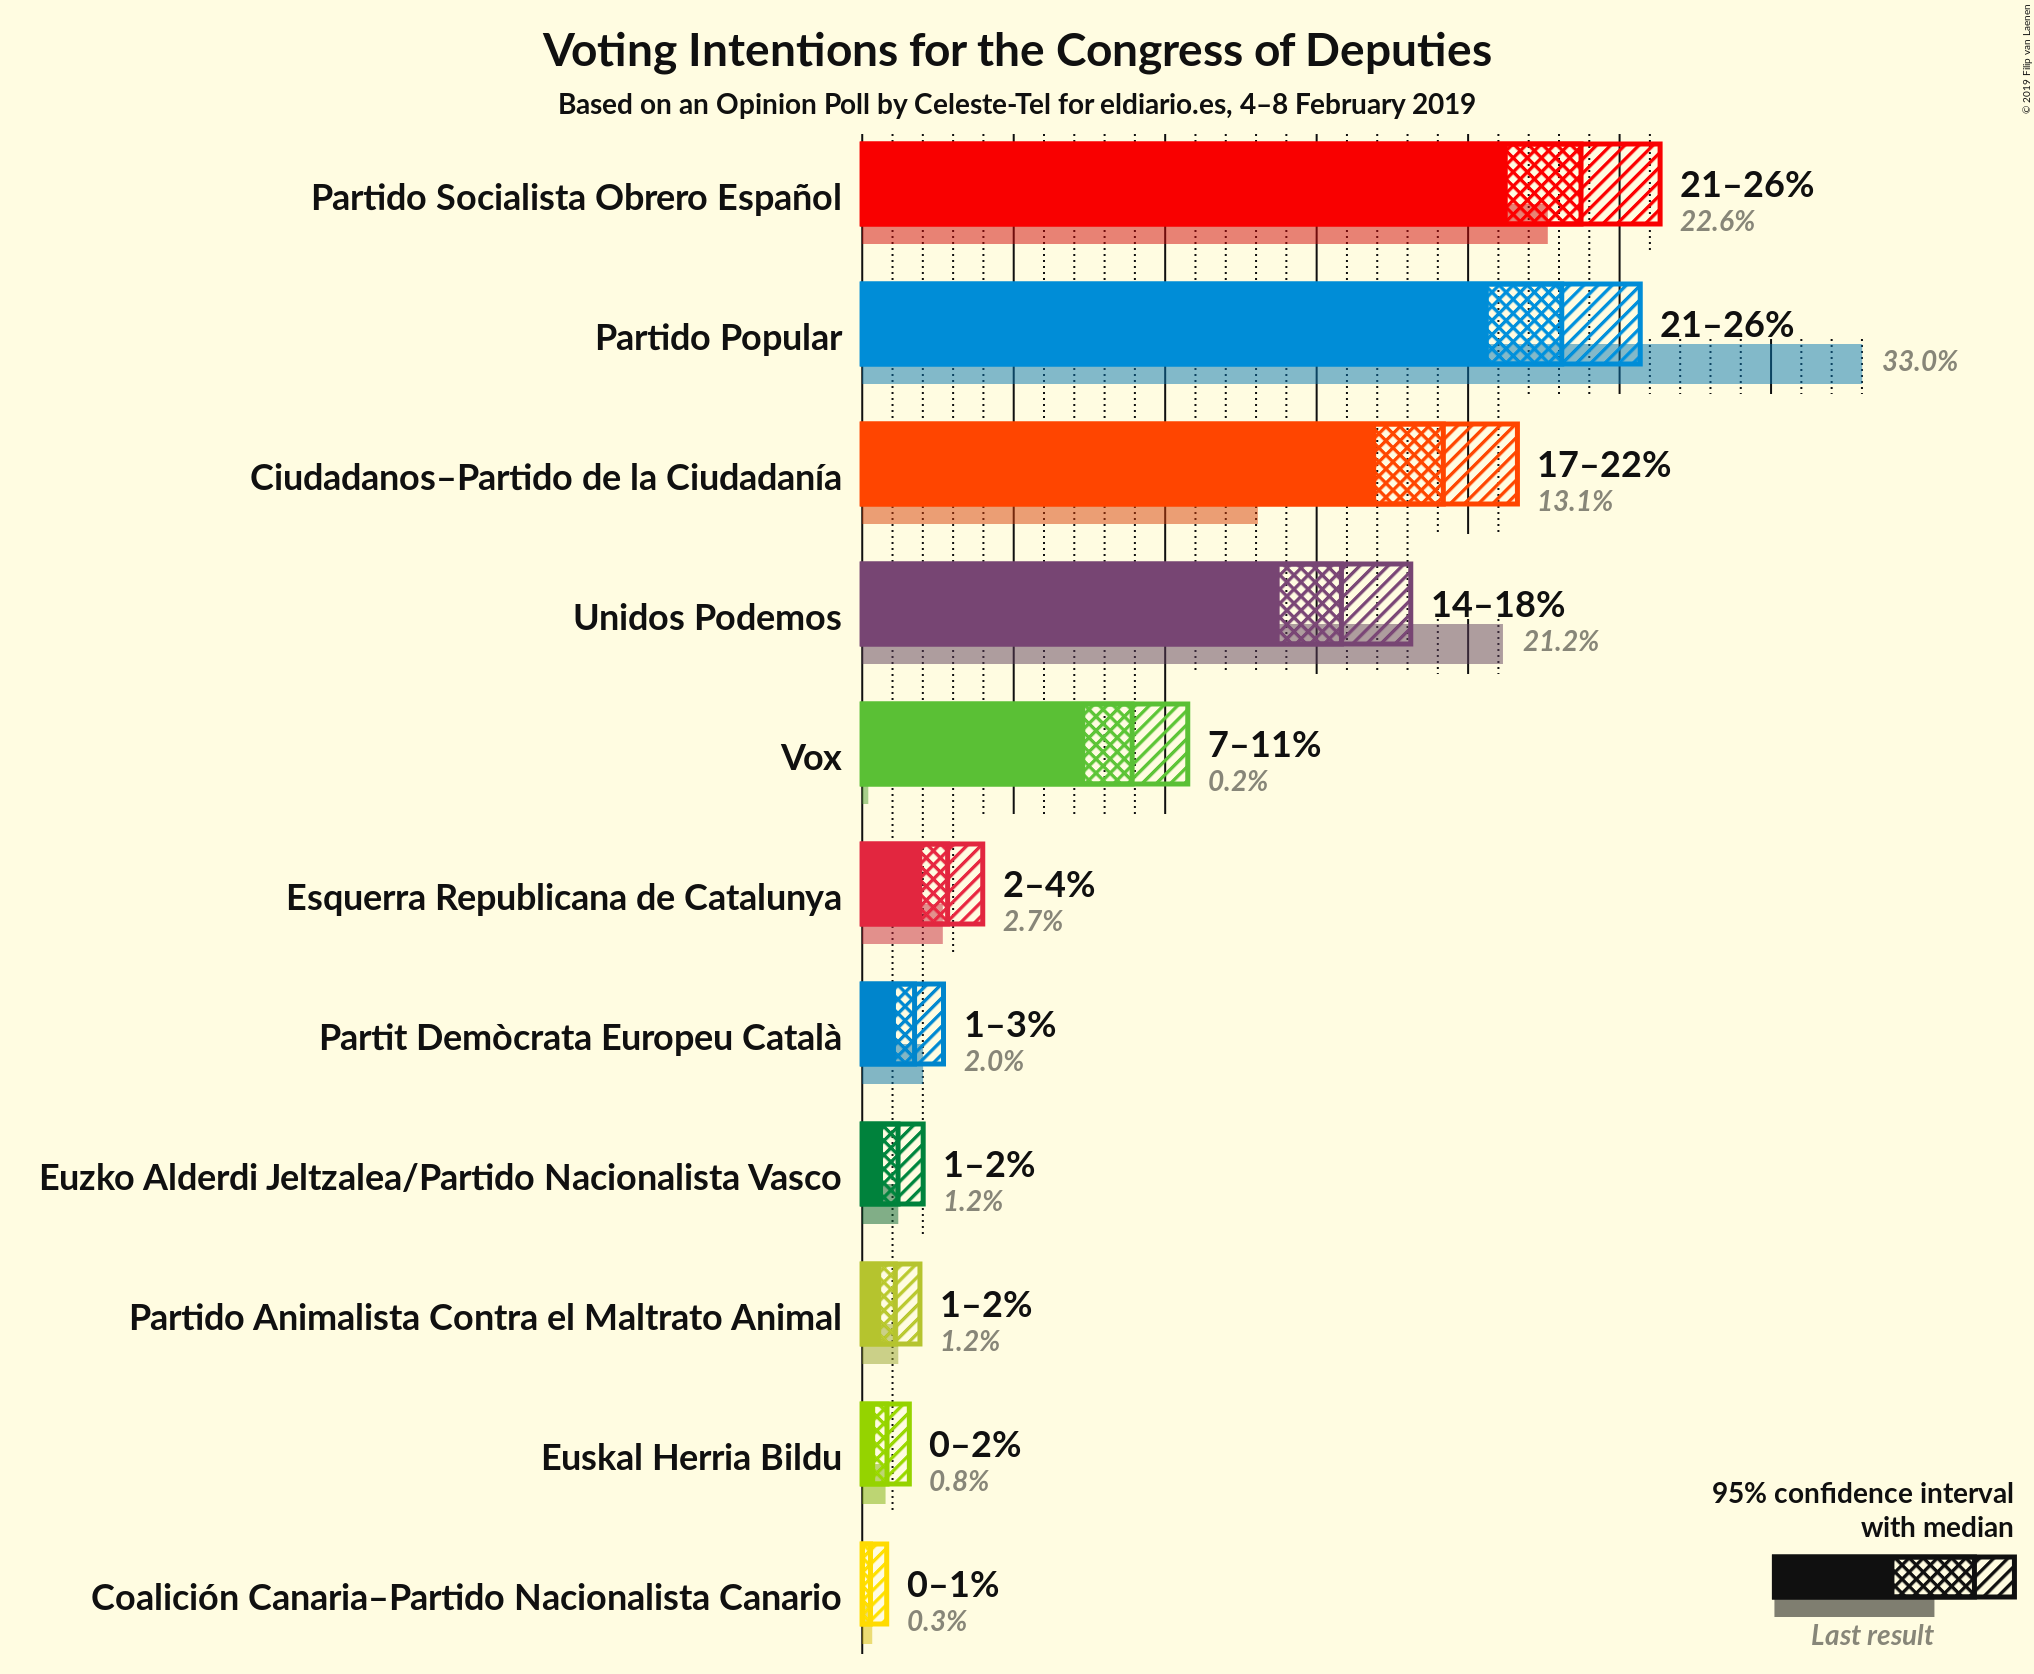 Voting Intentions for the Congress of Deputies
Based on an Opinion Poll by Celeste-Tel for eldiario.es, 4–8 February 2019
© 2019 Filip van Laenen
Partido Socialista Obrero Español
21–26%
22.6%
Partido Popular
21–26%
33.0%
Ciudadanos–Partido de la Ciudadanía
17–22%
13.1%
Unidos Podemos
14–18%
21.2%
Vox
7–11%
0.2%
Esquerra Republicana de Catalunya
2–4%
2.7%
Partit Demòcrata Europeu Català
1–3%
2.0%
Euzko Alderdi Jeltzalea/Partido Nacionalista Vasco
1–2%
1.2%
Partido Animalista Contra el Maltrato Animal
1–2%
1.2%
Euskal Herria Bildu
0–2%
0.8%
Coalición Canaria–Partido Nacionalista Canario
0–1%
0.3%
95% confidence interval
with median
Last result